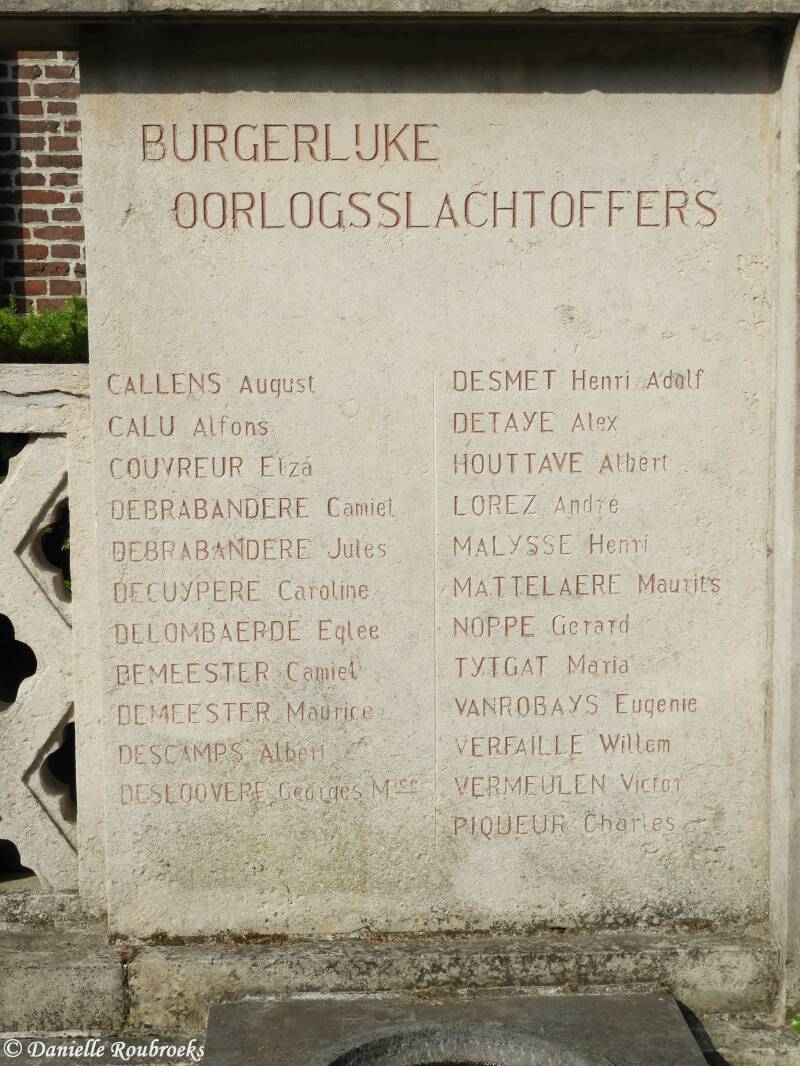 BURGERLIJKE
OORLOGSSLACHTOFFERS
CALLENS August
CALU Alfons
COUVREUR Elza
DEBRABANDERE Camiel
DEBRABANDERE Jules
DECUYPERE Caroline
DELOMBAERDE Eglee
DEMEESTER Camiel
DEMEESTER Maurice
DESCAMPS Albert
DESLOOVERE Georges Mice
DESMET Henri Adolf
DETAYE Alex
HOUTTAVE Albert
LOREZ André
MALYSSE Henri
MATTELAERE Maurits
NOPPE Gerard
TYTGAT Maria
VANROBAYS Eugenie
VERFAILLE Willem
VERMEULEN Victor
PIQUEUR Charles
© Danielle Roubroeks